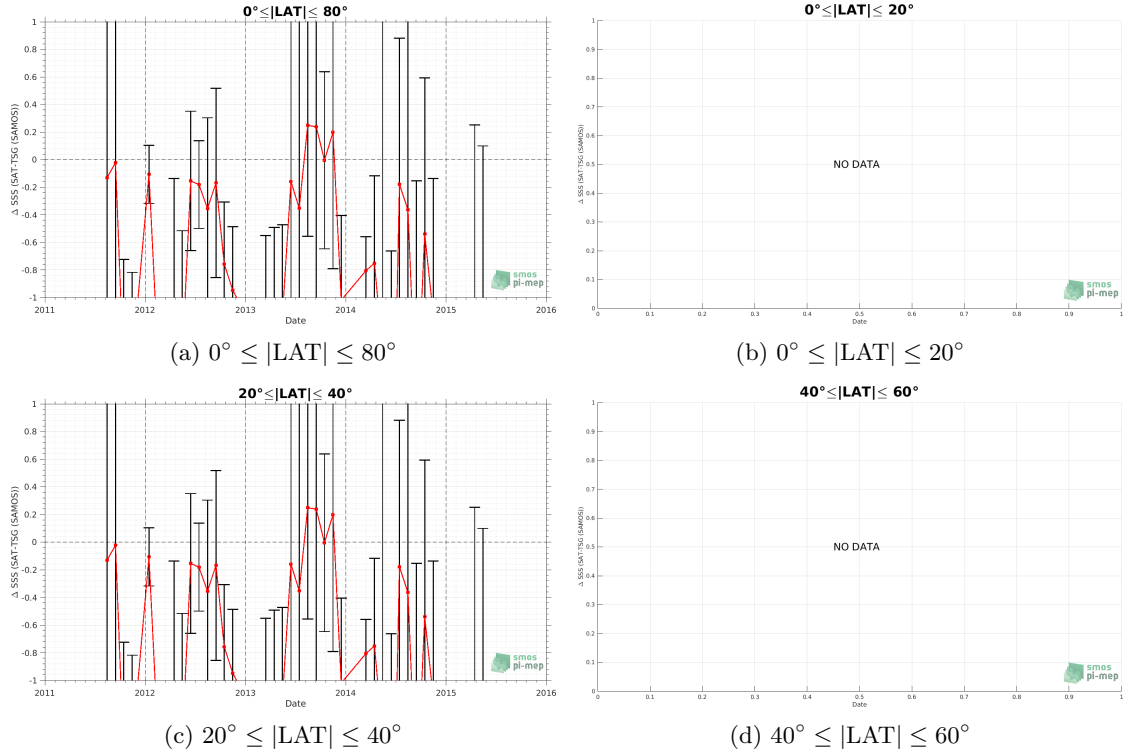 0°≤|LAT|≤ 80°
1
0.8
0.6
0.4
0.2
0
-0.2
-0.4
-0.6
-0.8
-1
Δ SSS (SAT-TSG (SAMOS))
2011 2012 2013 2014 2015 2016
Date
smos
pi-mep
(a) 0° ≤ |LAT| ≤ 80°
0°≤|LAT|≤ 20°
1
0.9
0.8
0.7
0.6
0.5
0.4
0.3
0.2
0.1
0
Δ SSS (SAT-TSG (SAMOS))
NO DATA
0 0.1 0.2 0.3 0.4 0.5 0.6 0.7 0.8 0.9 1
Date
smos
pi-mep
(b) 0° ≤ |LAT| ≤ 20°
20°≤|LAT|≤ 40°
1
0.8
0.6
0.4
0.2
0
-0.2
-0.4
-0.6
-0.8
-1
Δ SSS (SAT-TSG (SAMOS))
2011 2012 2013 2014 2015 2016
Date
smos
pi-mep
(c) 20° ≤ |LAT| ≤ 40°
40°≤|LAT|≤ 60°
1
0.9
0.8
0.7
0.6
0.5
0.4
0.3
0.2
0.1
0
Δ SSS (SAT-TSG (SAMOS))
NO DATA
0 0.1 0.2 0.3 0.4 0.5 0.6 0.7 0.8 0.9 1
Date
smos
pi-mep
(d) 40° ≤ |LAT| ≤ 60°